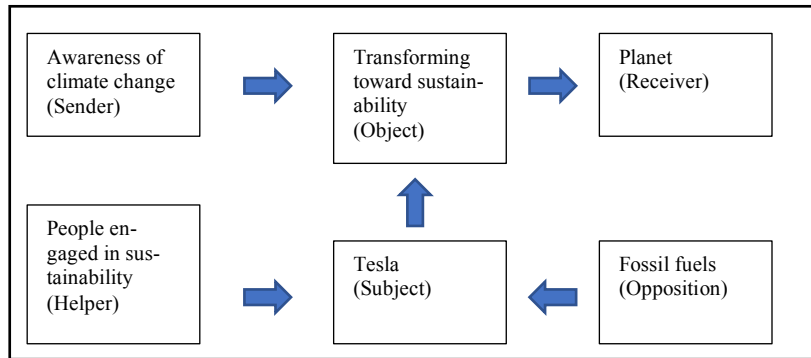 Awareness of
climate change
(Sender)
Transforming
toward sustain-
ability
(Object)
Planet
(Receiver)
People en-
gaged in sus-
tainability
(Helper)
Tesla
(Subject)
Fossil fuels
(Opposition)